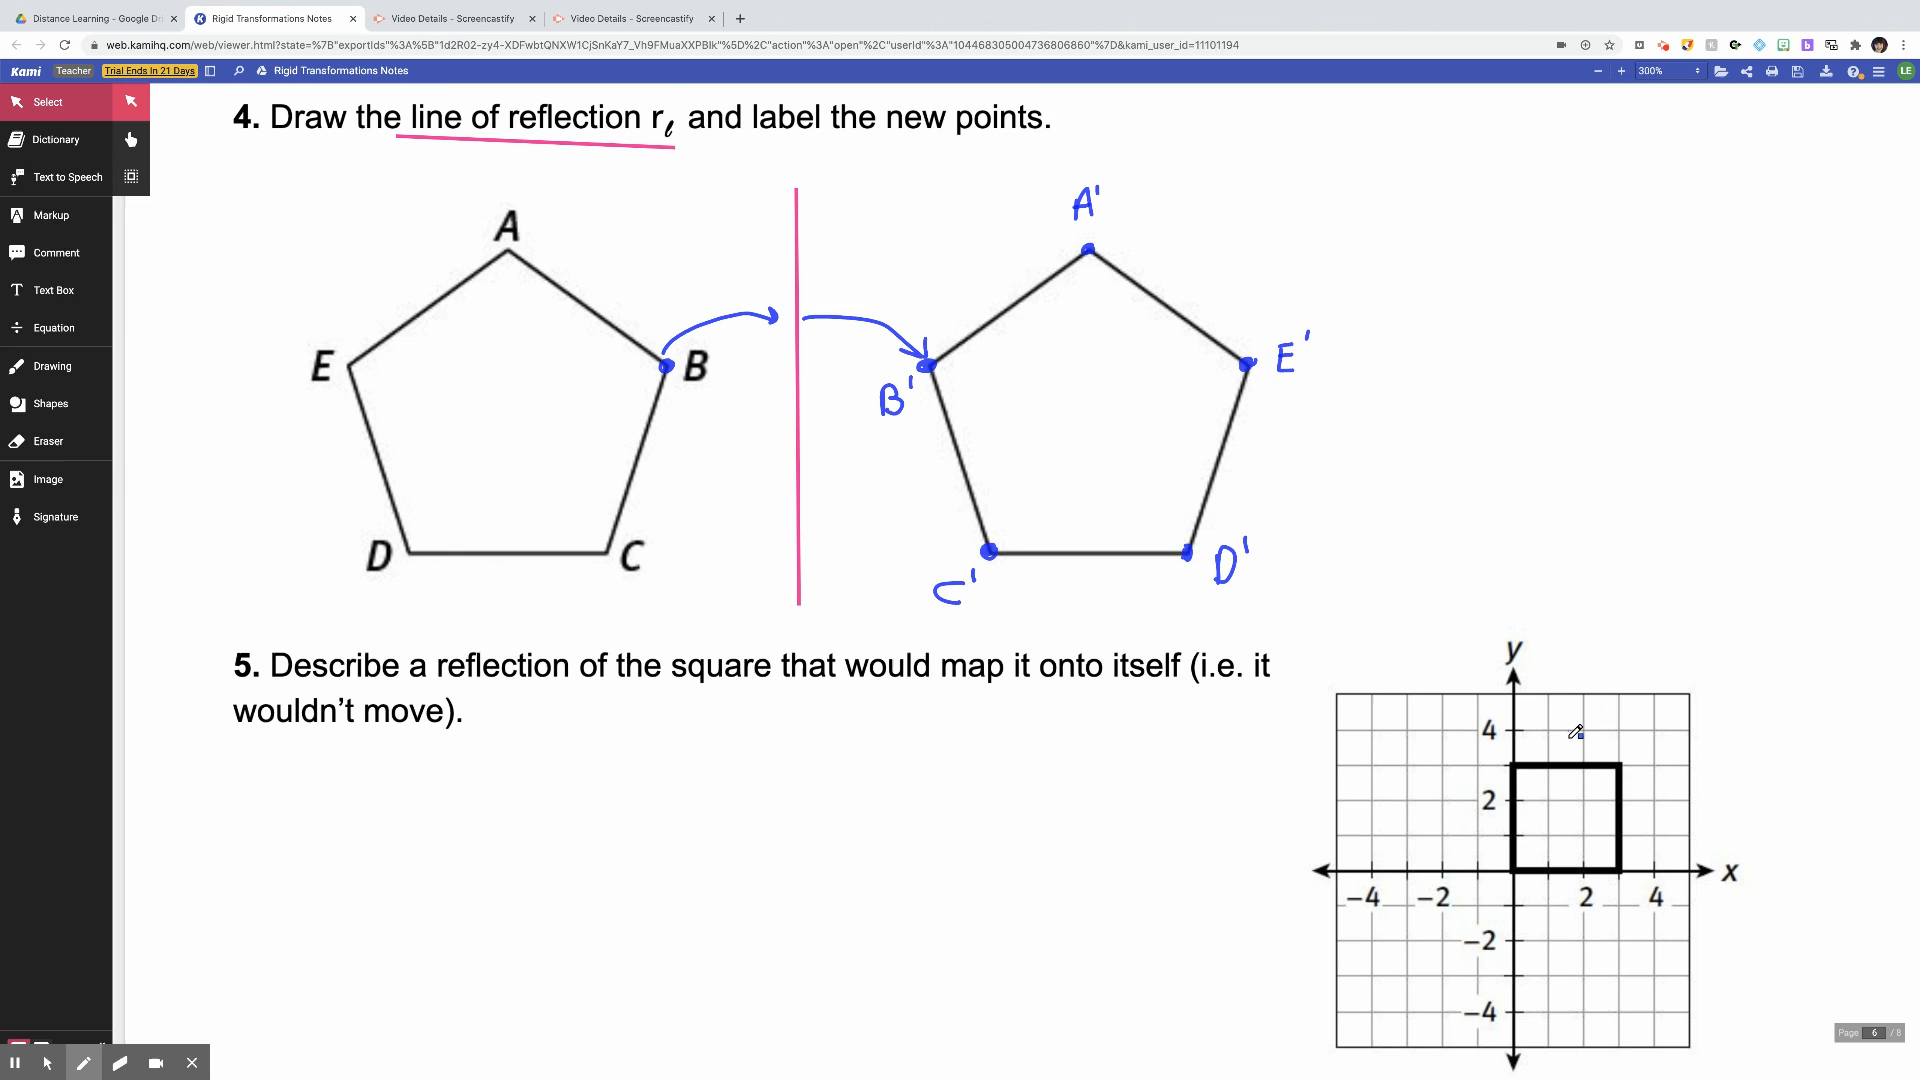 Distance Learning - Google Dri
Rigid Transformations Notes
Video Details - Screencastify
Video Details - Screencastify
web.kamihq.com/web/viewer.html?state=%7B"exportIds"%3A%5B"1d2R02-zy4-XDFwbtQNXW1CjSnKaY7_Vh9FMuaXXPBIk"%5D%2C"action"%3A"open"%2C"userId"%3A"104468305004736806860"%7D&kami_user_id=11101194
Kami Teacher Trial Ends In 21 Days Rigid Transformations Notes 300% LE
Select
Dictionary
Text to Speech
Markup
Comment
Text Box
Equation
Drawing
Shapes
Eraser
Image
Signature
4. Draw the line of reflection rℓ and label the new points.
A
E
B
D
C
A'
B'
E'
C'
D'
5. Describe a reflection of the square that would map it onto itself (i.e. it
wouldn't move).
y
4
2
x
−4 −2 2 4
−2
−4
Page 6 / 8